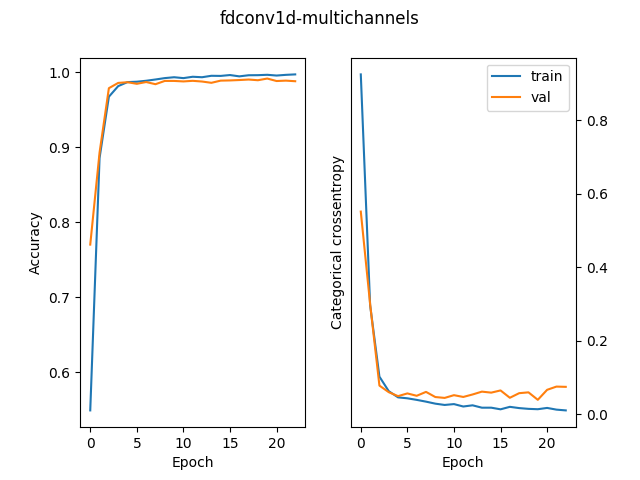 fdconv1d-multichannels
1.0
0.9
0.8
0.7
0.6
Accuracy
0 5 10 15 20
Epoch
train
val
Categorical crossentropy
0.8
0.6
0.4
0.2
0.0
0 5 10 15 20
Epoch